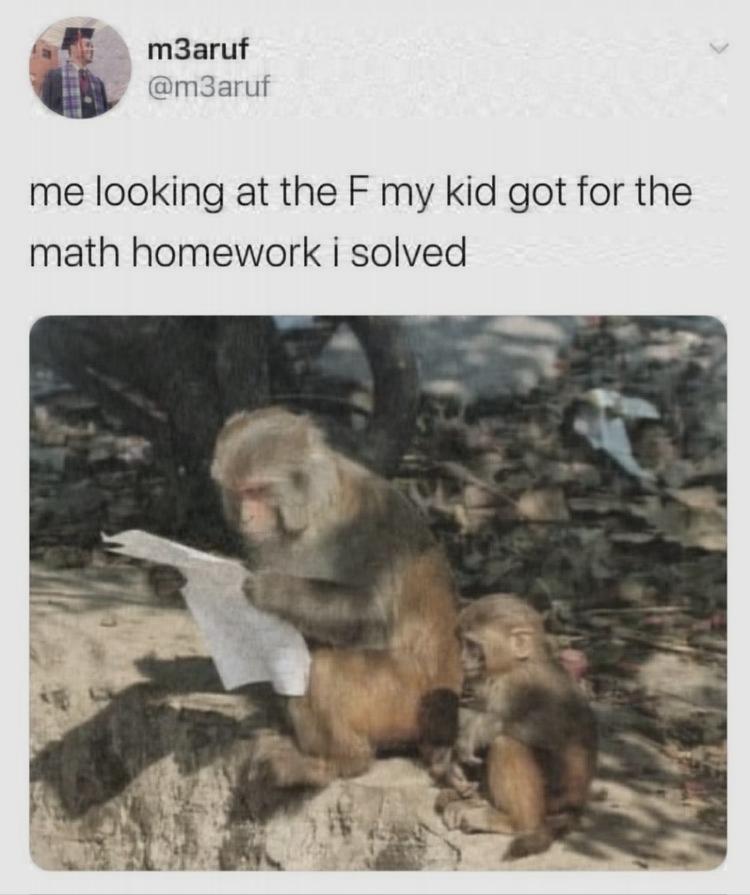 m3aruf
@m3aruf
me looking at the F my kid got for the
math homework i solved